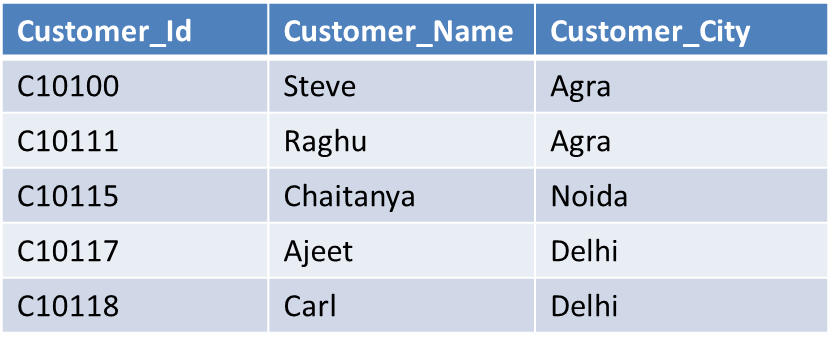 Customer_Id Customer_Name Customer_City
C10100 Steve Agra
C10111 Raghu Agra
C10115 Chaitanya Noida
C10117 Ajeet Delhi
C10118 Carl Delhi